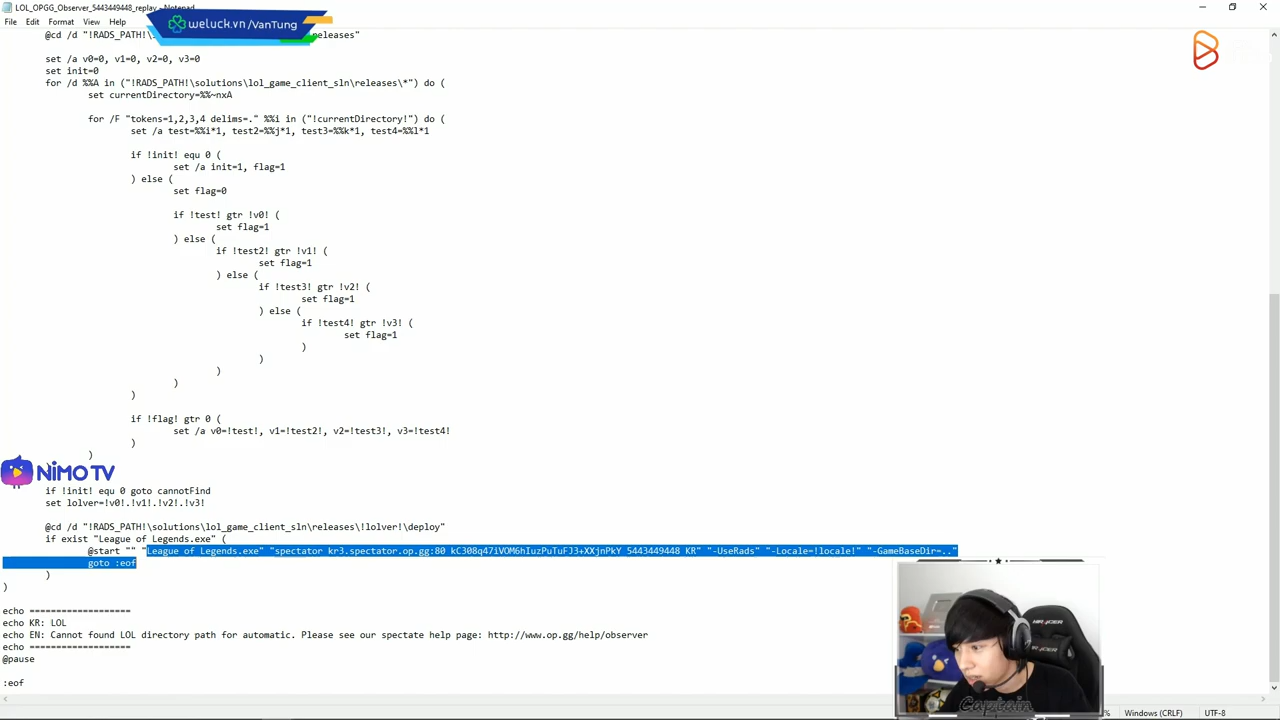 LOL_OPGG_Observer_5443449448_replay - Notepad
File Edit Format View Help
weluck.vn/VanTung
@cd /d "!RADS_PATH!\ releases"
set /a v0=0, v1=0, v2=0, v3=0
set init=0
for /d %%A in ("!RADS_PATH!\solutions\lol_game_client_sln\releases\*") do (
set currentDirectory=%%~nxA
for /F "tokens=1,2,3,4 delims=." %%i in ("!currentDirectory!") do (
set /a test=%%i*1, test2=%%j*1, test3=%%k*1, test4=%%l*1
if !init! equ 0 (
set /a init=1, flag=1
) else (
set flag=0
if !test! gtr !v0! (
set flag=1
) else (
if !test2! gtr !v1! (
set flag=1
) else (
if !test3! gtr !v2! (
set flag=1
) else (
if !test4! gtr !v3! (
set flag=1
)
)
)
)
)
if !flag! gtr 0 (
set /a v0=!test!, v1=!test2!, v2=!test3!, v3=!test4!
)
)
NIMO TV
if !init! equ 0 goto cannotFind
set lolver=!v0!.!v1!.!v2!.!v3!
@cd /d "!RADS_PATH!\solutions\lol_game_client_sln\releases\!lolver!\deploy"
if exist "League of Legends.exe" (
@start "" "League of Legends.exe" "spectator kr3.spectator.op.gg:80 kC308q47iVOM6hIuzPuTuFJ3+XXjnPkY 5443449448 KR" "-UseRads" "-Locale=!locale!" "-GameBaseDir=.."
goto :eof
)
)
echo ===================
echo KR: LOL
echo EN: Cannot found LOL directory path for automatic. Please see our spectate help page: http://www.op.gg/help/observer
echo ===================
@pause
:eof
Captain
% Windows (CRLF) UTF-8